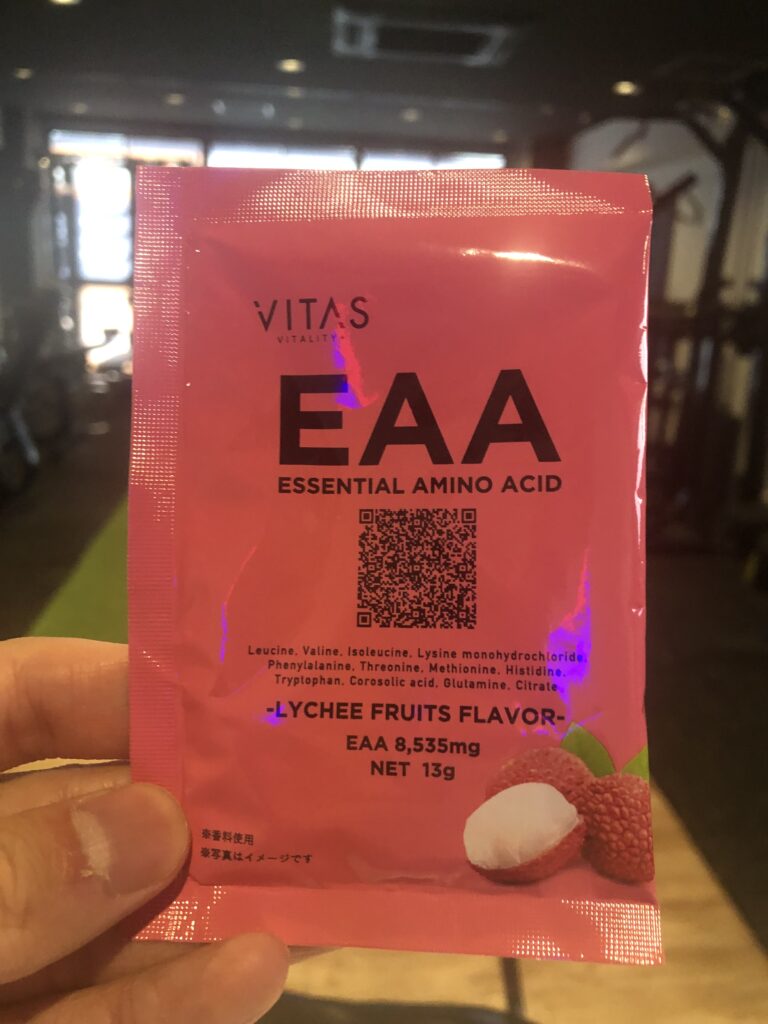 VITAS
VITALITY+
EAA
ESSENTIAL AMINO ACID
Leucine, Valine, Isoleucine, Lysine monohydrochloride,
Phenylalanine, Threonine, Methionine, Histidine,
Tryptophan, Corosolic acid, Glutamine, Citrate
-LYCHEE FRUITS FLAVOR-
EAA 8,535mg
NET 13g
※香料使用
※写真はイメージです